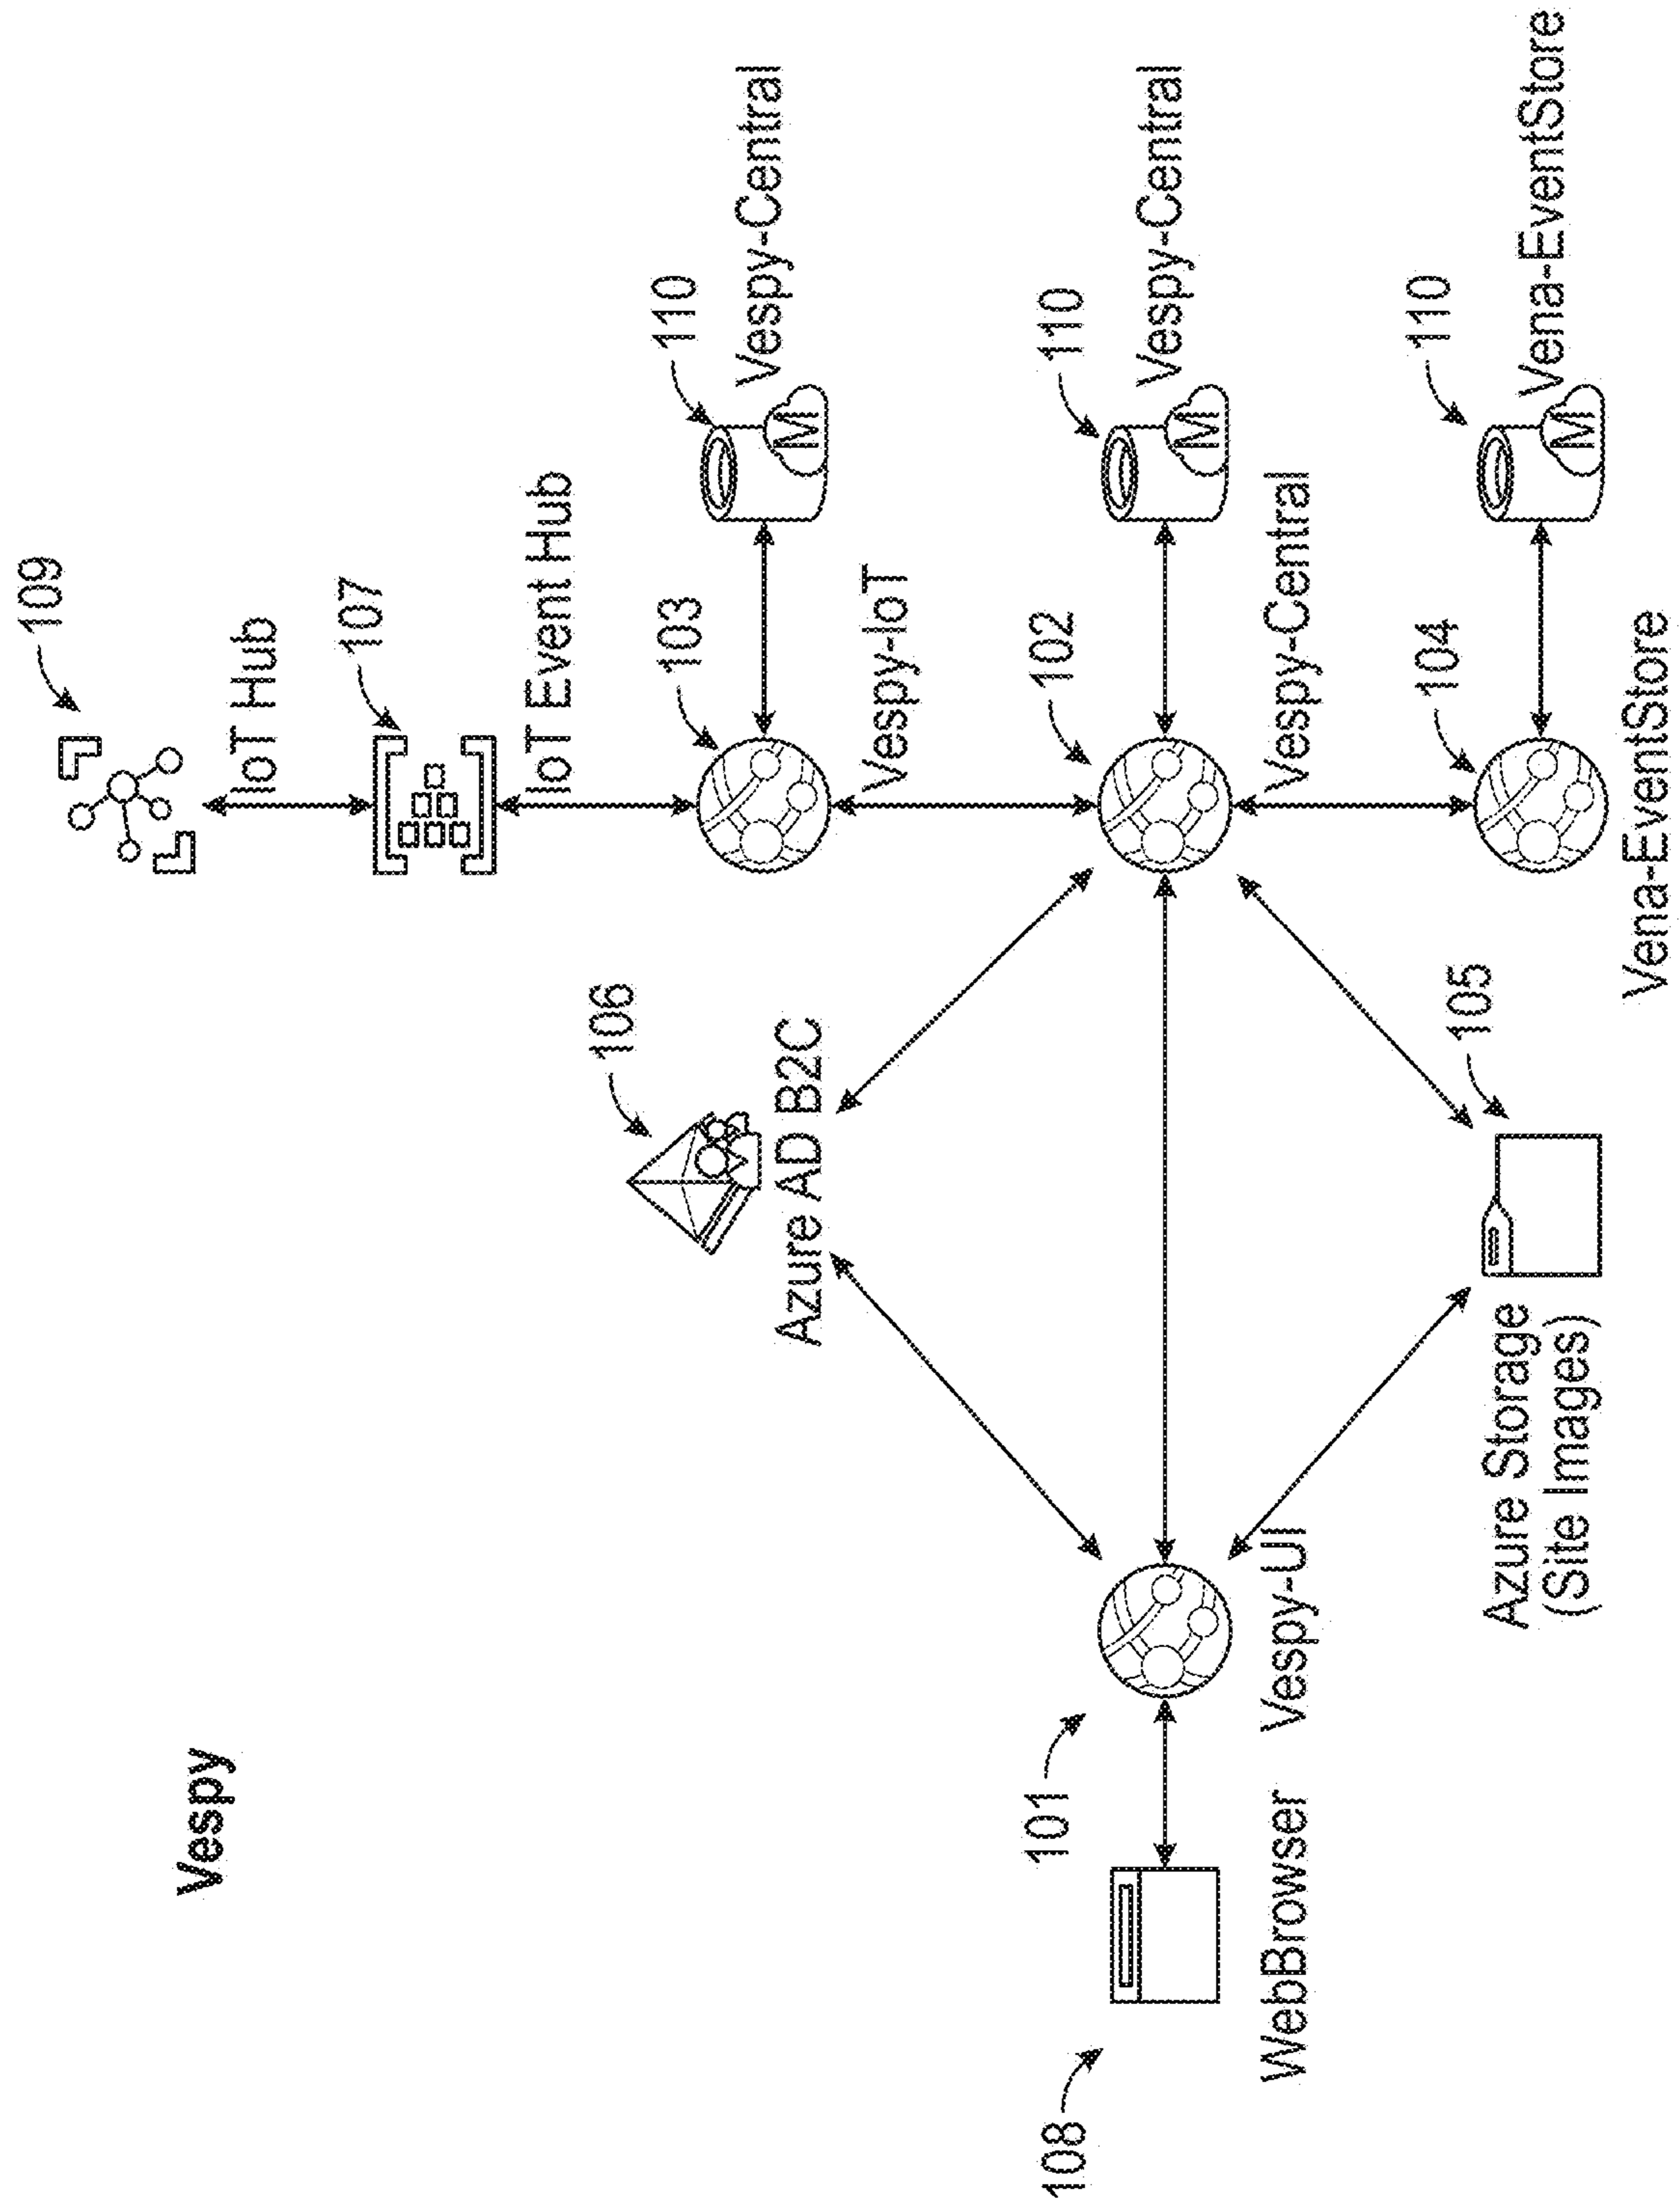 109
Vespy
IoT Hub
107
IoT Event Hub
106
103
110
Azure AD B2C
Vespy-Central
Vespy-IoT
108
101
102
110
Vespy-Central
WebBrowser
Vespy-UI
Vespy-Central
105
104
110
Azure Storage
(Site Images)
Vena-EventStore
Vena-EventStore
M
M
M